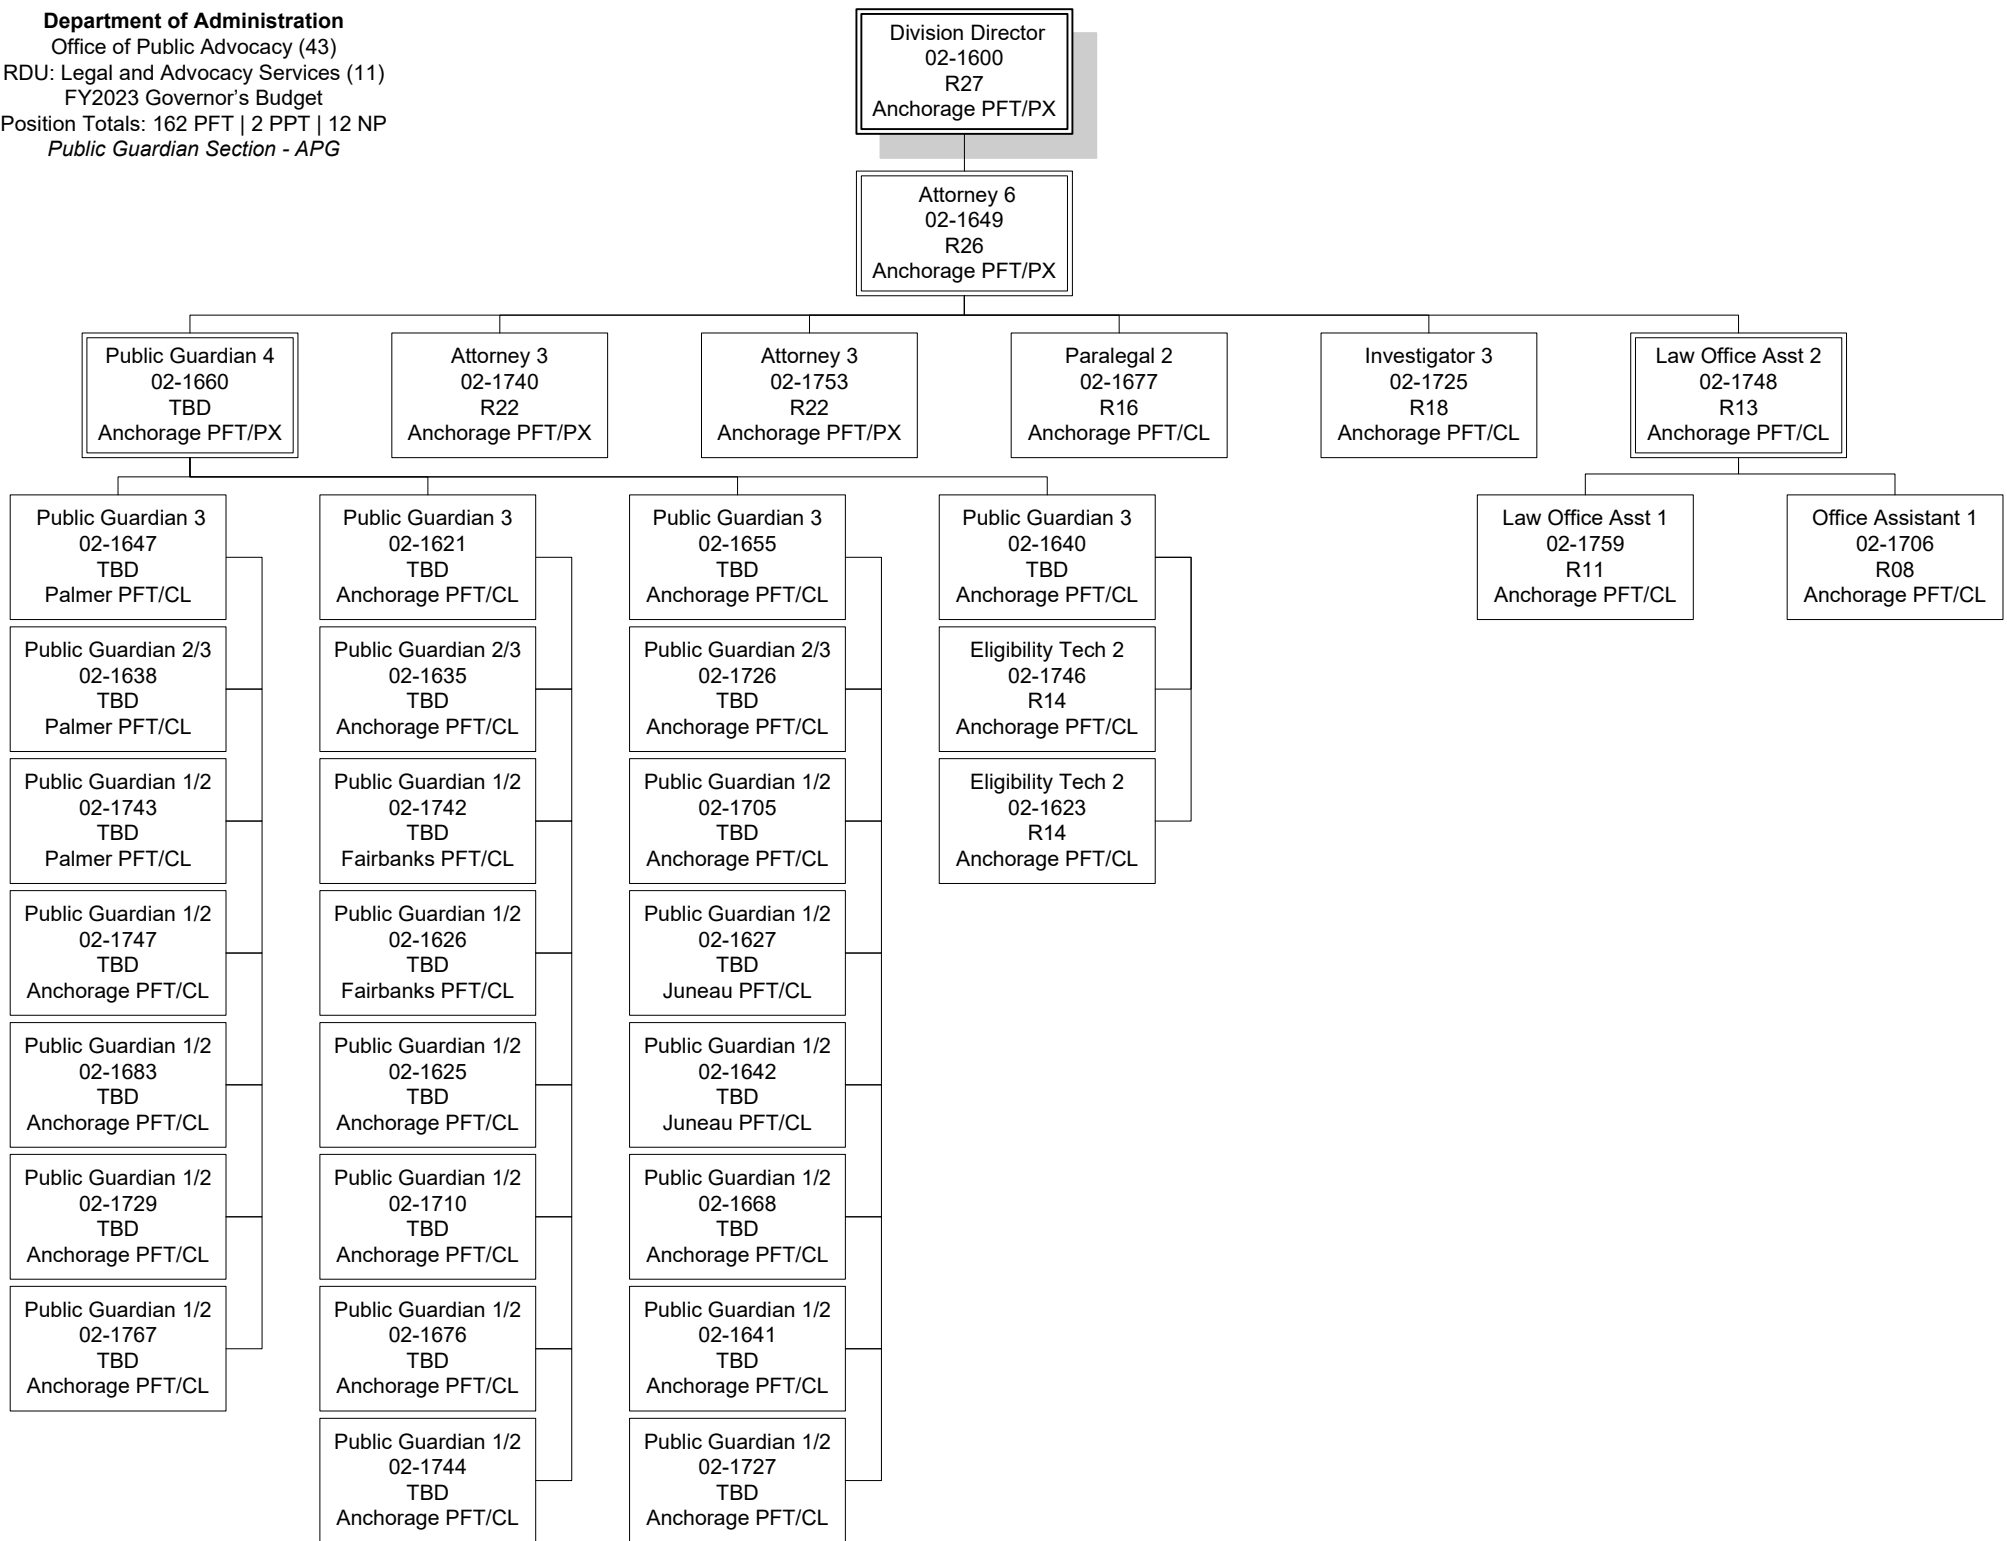 Department of Administration
Office of Public Advocacy (43)
RDU: Legal and Advocacy Services (11)
FY2023 Governor's Budget
Position Totals: 162 PFT | 2 PPT | 12 NP
Public Guardian Section - APG
Division Director
02-1600
R27
Anchorage PFT/PX
Attorney 6
02-1649
R26
Anchorage PFT/PX
Public Guardian 4
02-1660
TBD
Anchorage PFT/PX
Attorney 3
02-1740
R22
Anchorage PFT/PX
Attorney 3
02-1753
R22
Anchorage PFT/PX
Paralegal 2
02-1677
R16
Anchorage PFT/CL
Investigator 3
02-1725
R18
Anchorage PFT/CL
Law Office Asst 2
02-1748
R13
Anchorage PFT/CL
Public Guardian 3
02-1647
TBD
Palmer PFT/CL
Public Guardian 2/3
02-1638
TBD
Palmer PFT/CL
Public Guardian 1/2
02-1743
TBD
Palmer PFT/CL
Public Guardian 1/2
02-1747
TBD
Anchorage PFT/CL
Public Guardian 1/2
02-1683
TBD
Anchorage PFT/CL
Public Guardian 1/2
02-1729
TBD
Anchorage PFT/CL
Public Guardian 1/2
02-1767
TBD
Anchorage PFT/CL
Public Guardian 3
02-1621
TBD
Anchorage PFT/CL
Public Guardian 2/3
02-1635
TBD
Anchorage PFT/CL
Public Guardian 1/2
02-1742
TBD
Fairbanks PFT/CL
Public Guardian 1/2
02-1626
TBD
Fairbanks PFT/CL
Public Guardian 1/2
02-1625
TBD
Anchorage PFT/CL
Public Guardian 1/2
02-1710
TBD
Anchorage PFT/CL
Public Guardian 1/2
02-1676
TBD
Anchorage PFT/CL
Public Guardian 1/2
02-1744
TBD
Anchorage PFT/CL
Public Guardian 3
02-1655
TBD
Anchorage PFT/CL
Public Guardian 2/3
02-1726
TBD
Anchorage PFT/CL
Public Guardian 1/2
02-1705
TBD
Anchorage PFT/CL
Public Guardian 1/2
02-1627
TBD
Juneau PFT/CL
Public Guardian 1/2
02-1642
TBD
Juneau PFT/CL
Public Guardian 1/2
02-1668
TBD
Anchorage PFT/CL
Public Guardian 1/2
02-1641
TBD
Anchorage PFT/CL
Public Guardian 1/2
02-1727
TBD
Anchorage PFT/CL
Public Guardian 3
02-1640
TBD
Anchorage PFT/CL
Eligibility Tech 2
02-1746
R14
Anchorage PFT/CL
Eligibility Tech 2
02-1623
R14
Anchorage PFT/CL
Law Office Asst 1
02-1759
R11
Anchorage PFT/CL
Office Assistant 1
02-1706
R08
Anchorage PFT/CL